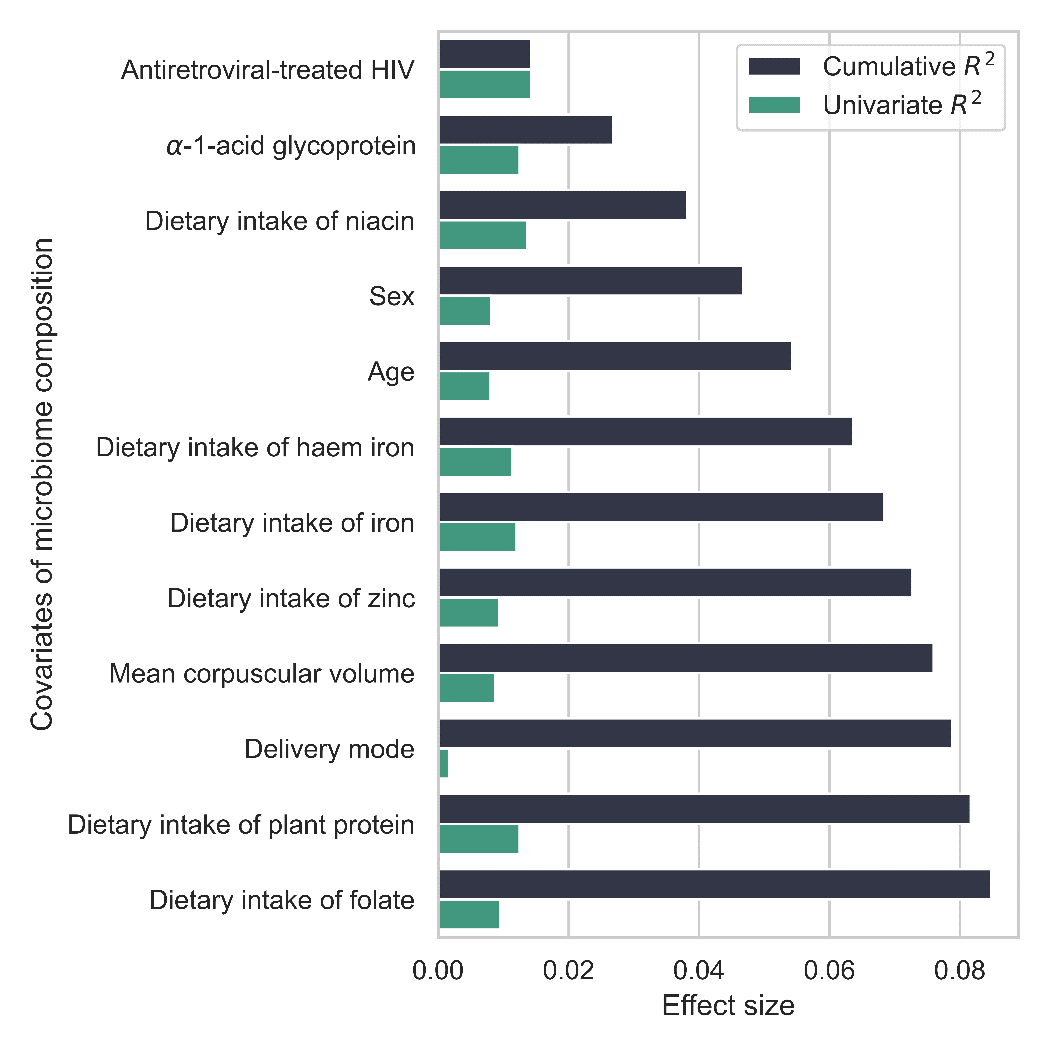 Cumulative R²
Univariate R²
Covariates of microbiome composition
Antiretroviral-treated HIV
α-1-acid glycoprotein
Dietary intake of niacin
Sex
Age
Dietary intake of haem iron
Dietary intake of iron
Dietary intake of zinc
Mean corpuscular volume
Delivery mode
Dietary intake of plant protein
Dietary intake of folate
0.00 0.02 0.04 0.06 0.08
Effect size